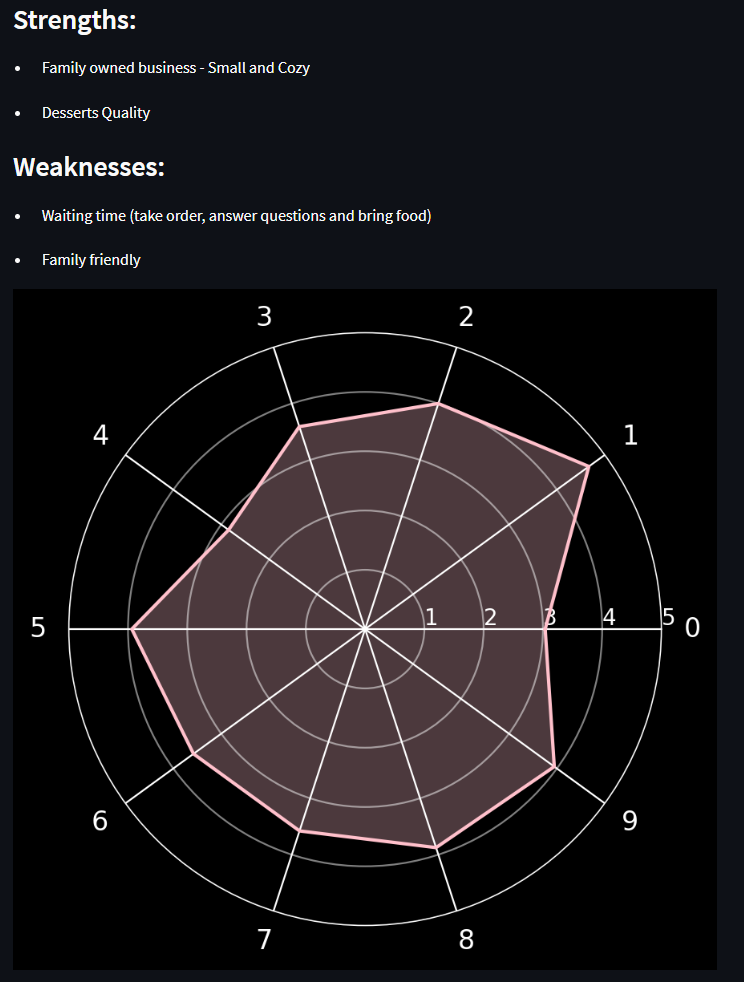 Strengths:
• Family owned business - Small and Cozy
• Desserts Quality
Weaknesses:
• Waiting time (take order, answer questions and bring food)
• Family friendly
3 2
4 1
5 1 2 3 4 5 0
6 9
7 8